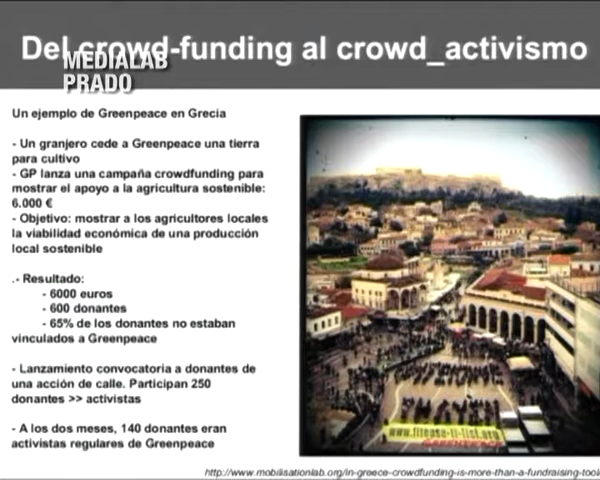 Del crowd-funding al crowd_activismo
MEDIALAB
PRADO
Un ejemplo de Greenpeace en Grecia
- Un granjero cede a Greenpeace una tierra
para cultivo
- GP lanza una campaña crowdfunding para
mostrar el apoyo a la agricultura sostenible:
6.000 €
- Objetivo: mostrar a los agricultores locales
la viabilidad económica de una producción
local sostenible
.- Resultado:
- 6000 euros
- 600 donantes
- 65% de los donantes no estaban
vinculados a Greenpeace
- Lanzamiento convocatoria a donantes de
una acción de calle. Participan 250
donantes >> activistas
- A los dos meses, 140 donantes eran
activistas regulares de Greenpeace
GREENPEACE
http://www.mobilisationlab.org/in-greece-crowdfunding-is-more-than-a-fundraising-tool